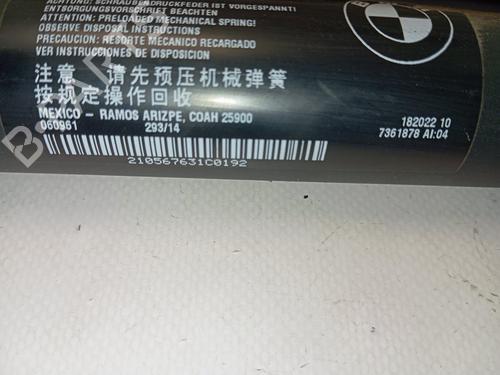 ACHTUNG: SCHRAUBENDRUCKFEDER IST VORGESPANNT!
ENTSORGUNGSVORSCHRIFT BEACHTEN
ATTENTION: PRELOADED MECHANICAL SPRING!
OBSERVE DISPOSAL INSTRUCTIONS
PRECAUCION: RESORTE MECANICO RECARGADO
VER INSTRUCCIONES DE DISPOSICION
注意 请先预压机械弹簧
按规定操作回收
MEXICO - RAMOS ARIZPE, COAH 25900
060961 293/14
210567631C0192
182022 10
7361878 AI:04